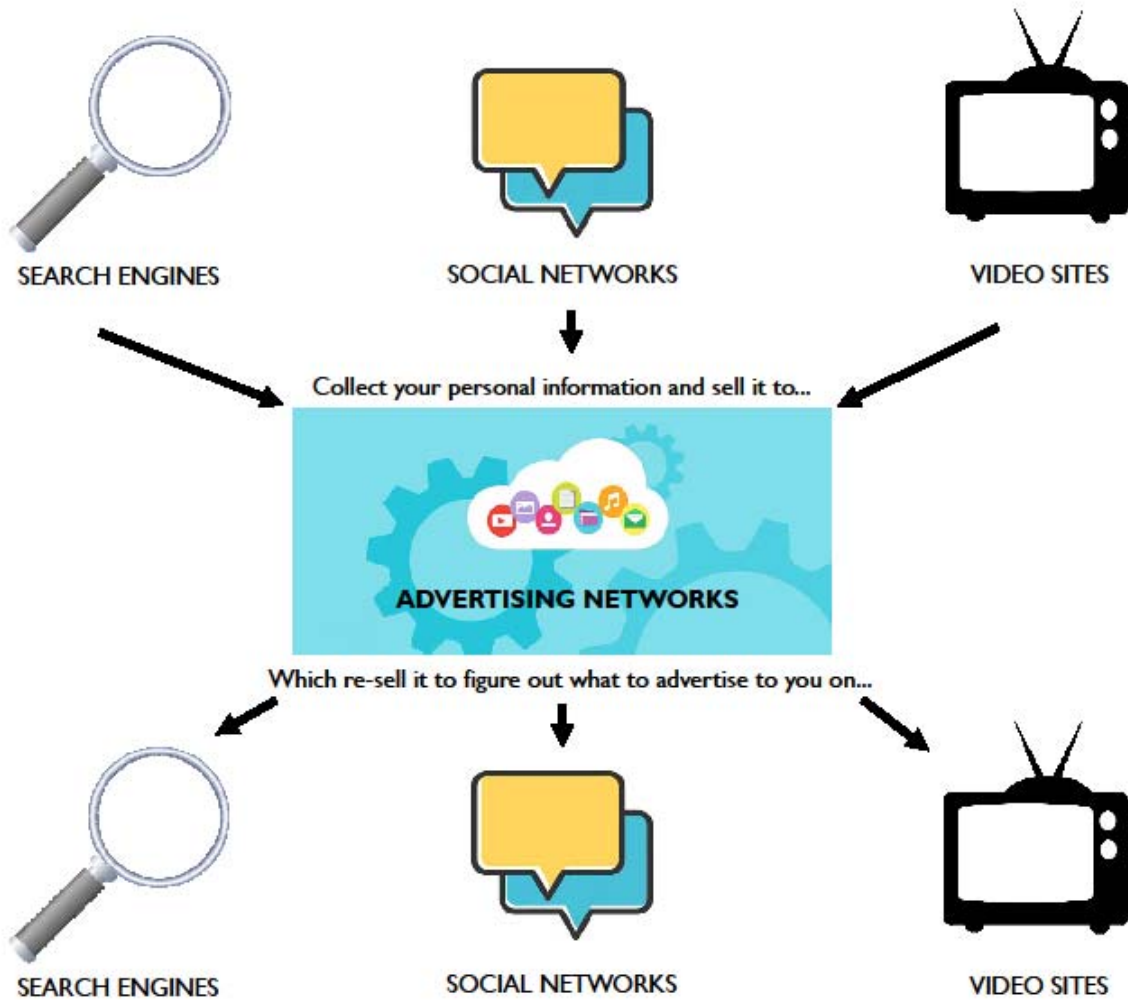 SEARCH ENGINES
SOCIAL NETWORKS
VIDEO SITES
Collect your personal information and sell it to...
ADVERTISING NETWORKS
Which re-sell it to figure out what to advertise to you on...
SEARCH ENGINES
SOCIAL NETWORKS
VIDEO SITES